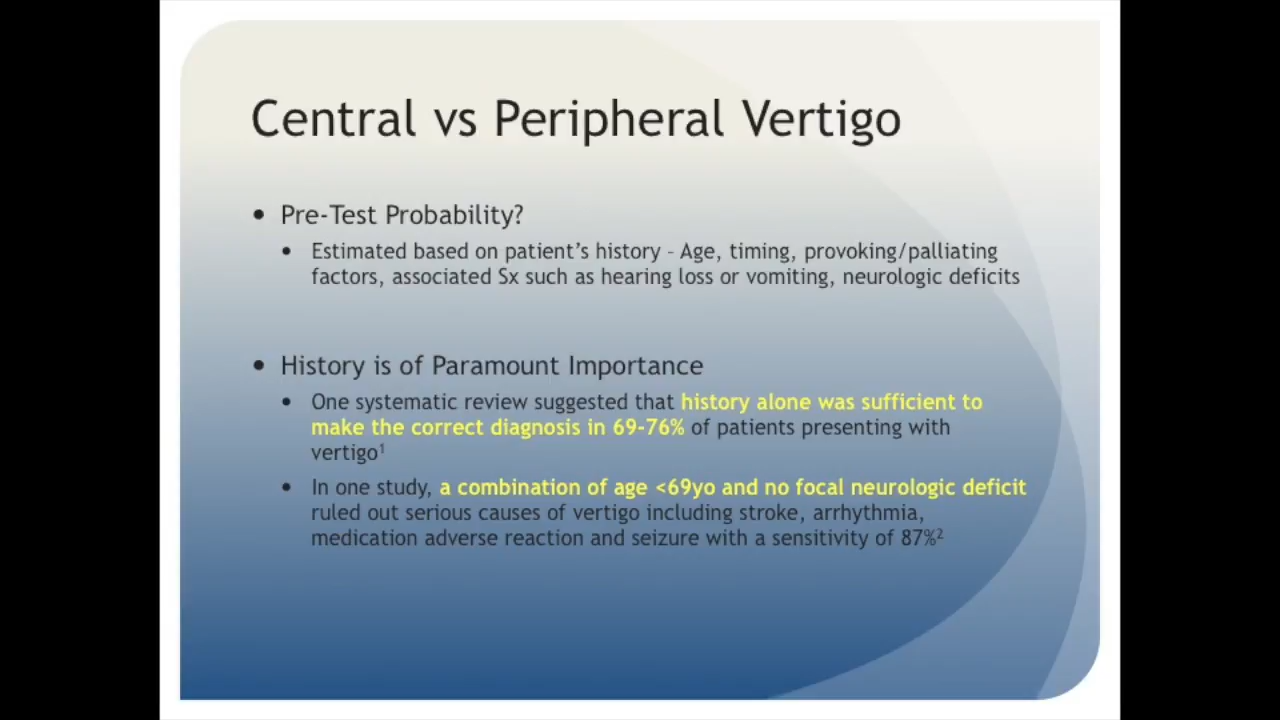 Central vs Peripheral Vertigo
• Pre-Test Probability?
• Estimated based on patient’s history – Age, timing, provoking/palliating
factors, associated Sx such as hearing loss or vomiting, neurologic deficits
• History is of Paramount Importance
• One systematic review suggested that history alone was sufficient to
make the correct diagnosis in 69-76% of patients presenting with
vertigo¹
• In one study, a combination of age <69yo and no focal neurologic deficit
ruled out serious causes of vertigo including stroke, arrhythmia,
medication adverse reaction and seizure with a sensitivity of 87%²